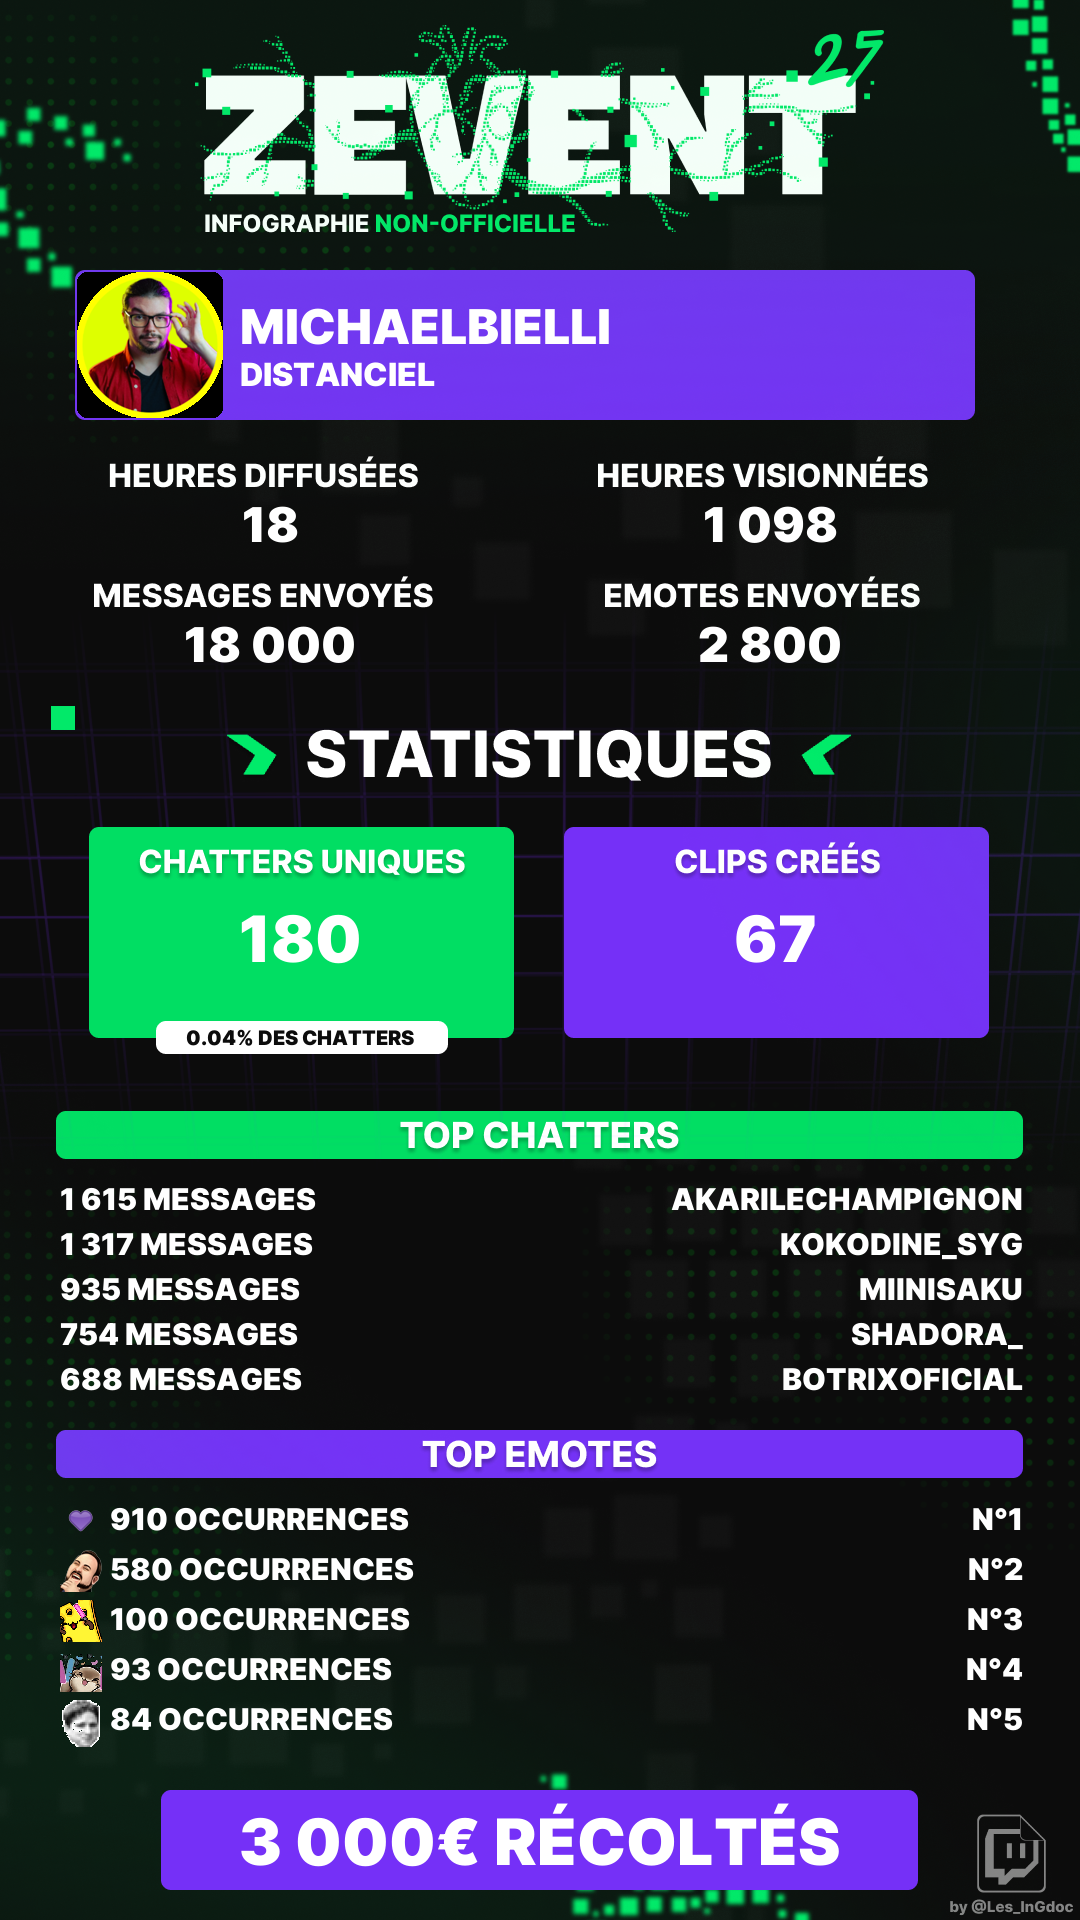 ZEVENT 25
INFOGRAPHIE NON-OFFICIELLE
MICHAELBIELLI
DISTANCIEL
HEURES DIFFUSÉES
18
HEURES VISIONNÉES
1 098
MESSAGES ENVOYÉS
18 000
EMOTES ENVOYÉES
2 800
STATISTIQUES
CHATTERS UNIQUES
180
0.04% DES CHATTERS
CLIPS CRÉÉS
67
TOP CHATTERS
1 615 MESSAGES AKARILECHAMPIGNON
1 317 MESSAGES KOKODINE_SYG
935 MESSAGES MIINISAKU
754 MESSAGES SHADORA_
688 MESSAGES BOTRIXOFICIAL
TOP EMOTES
910 OCCURRENCES N°1
580 OCCURRENCES N°2
100 OCCURRENCES N°3
93 OCCURRENCES N°4
84 OCCURRENCES N°5
3 000€ RÉCOLTÉS
by @Les_InGdoc